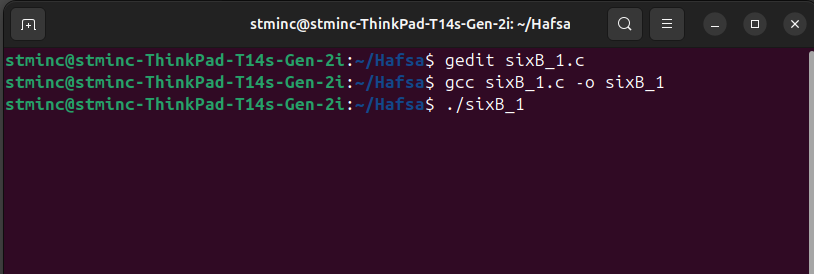 stminc@stminc-ThinkPad-T14s-Gen-2i: ~/Hafsa
stminc@stminc-ThinkPad-T14s-Gen-2i:~/Hafsa$ gedit sixB_1.c
stminc@stminc-ThinkPad-T14s-Gen-2i:~/Hafsa$ gcc sixB_1.c -o sixB_1
stminc@stminc-ThinkPad-T14s-Gen-2i:~/Hafsa$ ./sixB_1